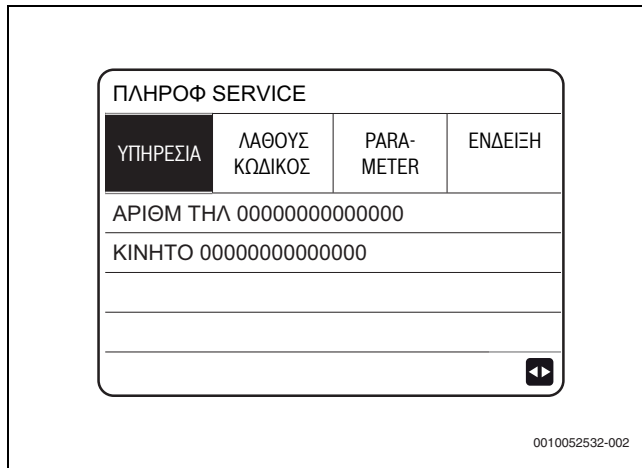 ΠΛΗΡΟΦ SERVICE
ΥΠΗΡΕΣΙΑ
ΛΑΘΟΥΣ
ΚΩΔΙΚΟΣ
PARA-
METER
ΕΝΔΕΙΞΗ
ΑΡΙΘΜ ΤΗΛ 00000000000000
ΚΙΝΗΤΟ 00000000000000
0010052532-002